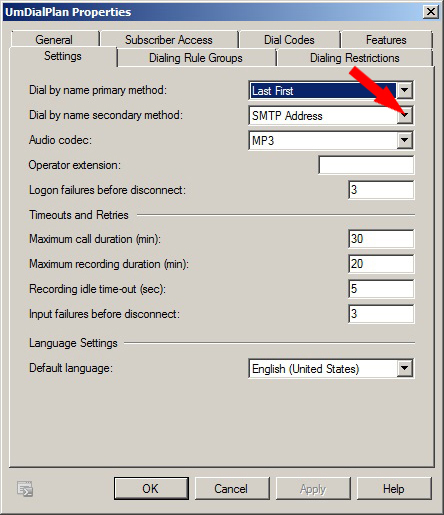 UmDialPlan Properties
General Subscriber Access Dial Codes Features
Settings Dialing Rule Groups Dialing Restrictions
Dial by name primary method: Last First
Dial by name secondary method: SMTP Address
Audio codec: MP3
Operator extension:
Logon failures before disconnect: 3
Timeouts and Retries
Maximum call duration (min): 30
Maximum recording duration (min): 20
Recording idle time-out (sec): 5
Input failures before disconnect: 3
Language Settings
Default language: English (United States)
OK Cancel Apply Help